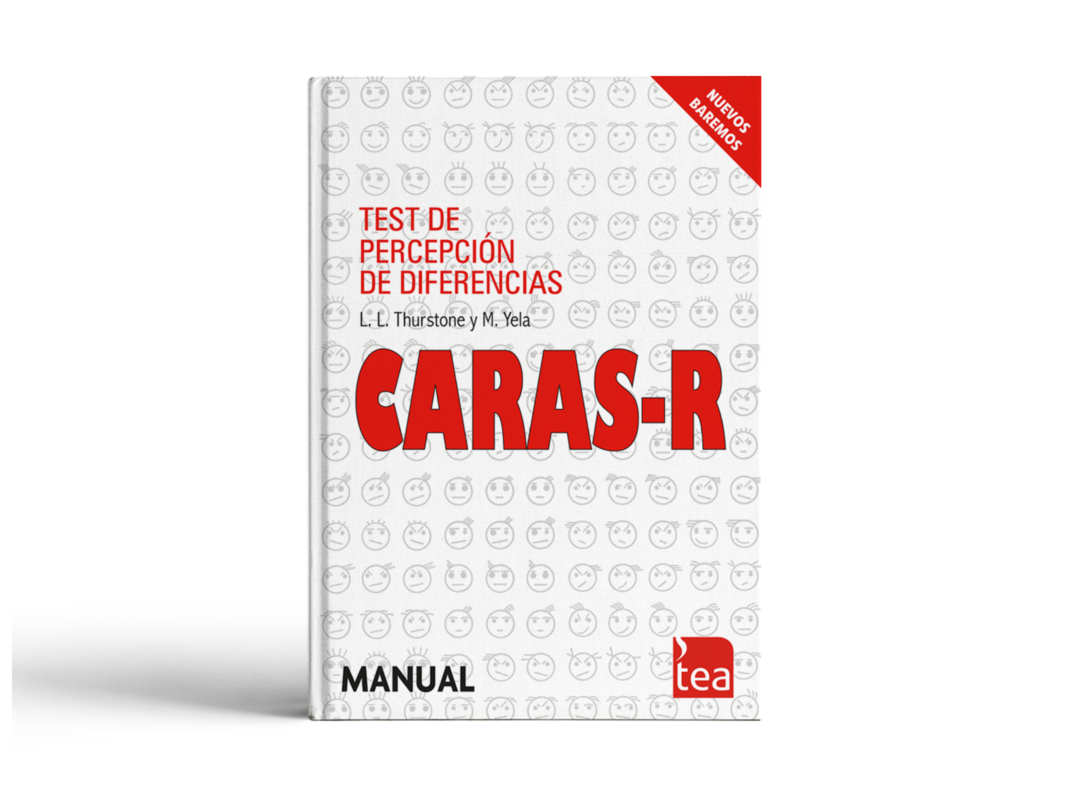 NUEVOS
BAREMOS
TEST DE
PERCEPCIÓN
DE DIFERENCIAS
L. L. Thurstone y M. Yela
CARAS-R
MANUAL
tea